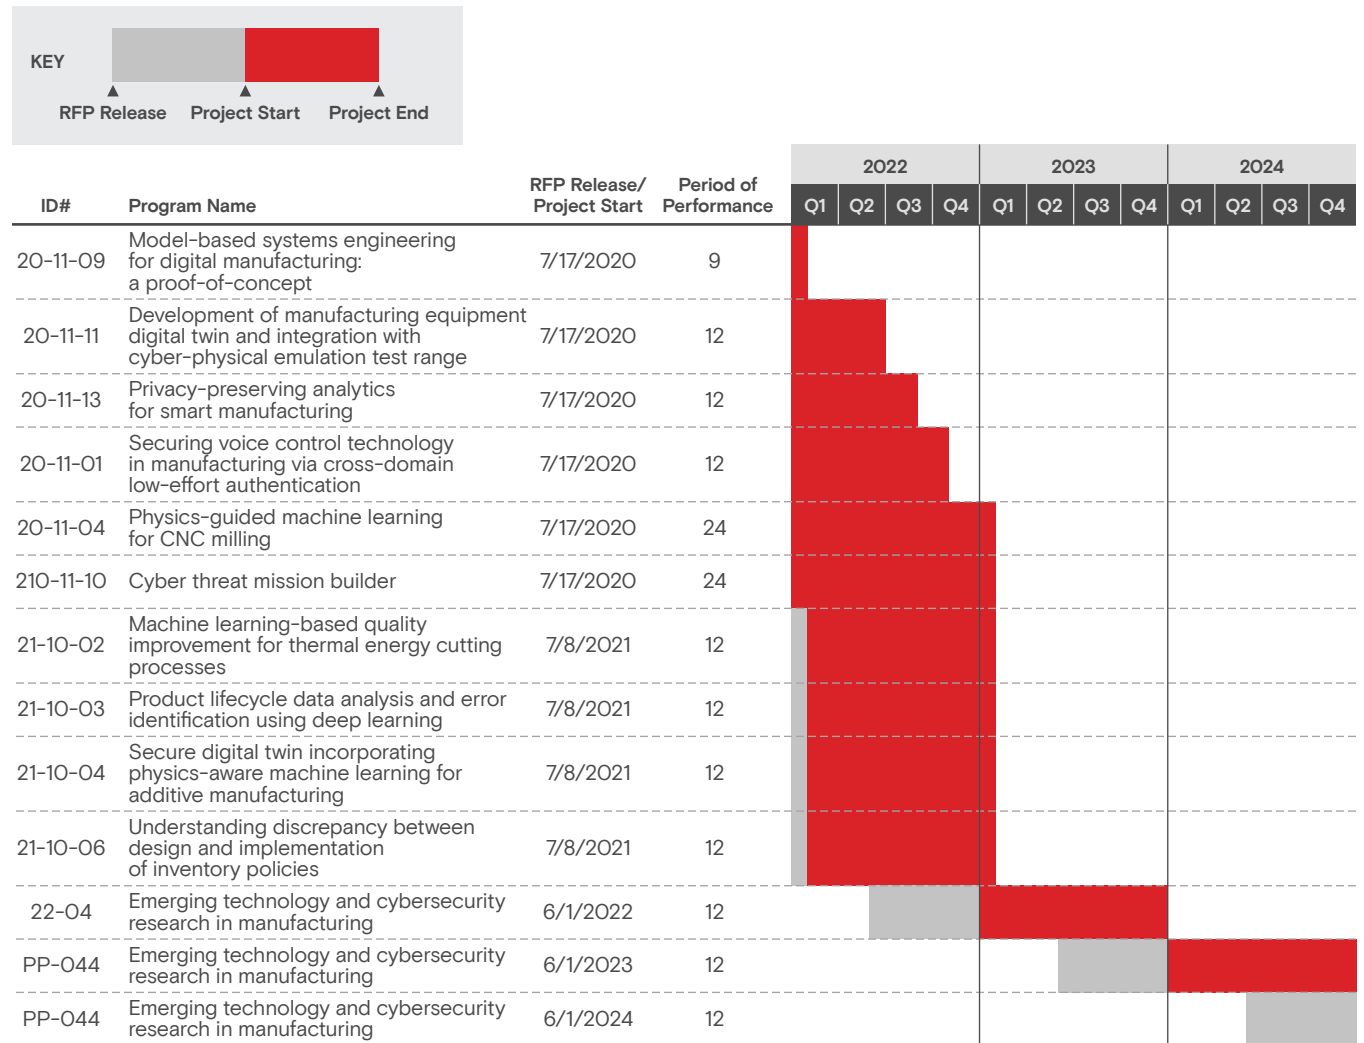 KEY
RFP Release Project Start Project End
2022 2023 2024
RFP Release/ Period of
ID# Program Name Project Start Performance Q1 Q2 Q3 Q4 Q1 Q2 Q3 Q4 Q1 Q2 Q3 Q4
Model-based systems engineering
20-11-09 for digital manufacturing: 7/17/2020 9
a proof-of-concept
Development of manufacturing equipment
20-11-11 digital twin and integration with 7/17/2020 12
cyber-physical emulation test range
Privacy-preserving analytics
20-11-13 7/17/2020 12
for smart manufacturing
Securing voice control technology
20-11-01 in manufacturing via cross-domain 7/17/2020 12
low-effort authentication
Physics-guided machine learning
20-11-04 7/17/2020 24
for CNC milling
210-11-10 Cyber threat mission builder 7/17/2020 24
Machine learning-based quality
21-10-02 improvement for thermal energy cutting 7/8/2021 12
processes
Product lifecycle data analysis and error
21-10-03 7/8/2021 12
identification using deep learning
Secure digital twin incorporating
21-10-04 physics-aware machine learning for 7/8/2021 12
additive manufacturing
Understanding discrepancy between
21-10-06 design and implementation 7/8/2021 12
of inventory policies
Emerging technology and cybersecurity
22-04 6/1/2022 12
research in manufacturing
Emerging technology and cybersecurity
PP-044 6/1/2023 12
research in manufacturing
Emerging technology and cybersecurity
PP-044 6/1/2024 12
research in manufacturing